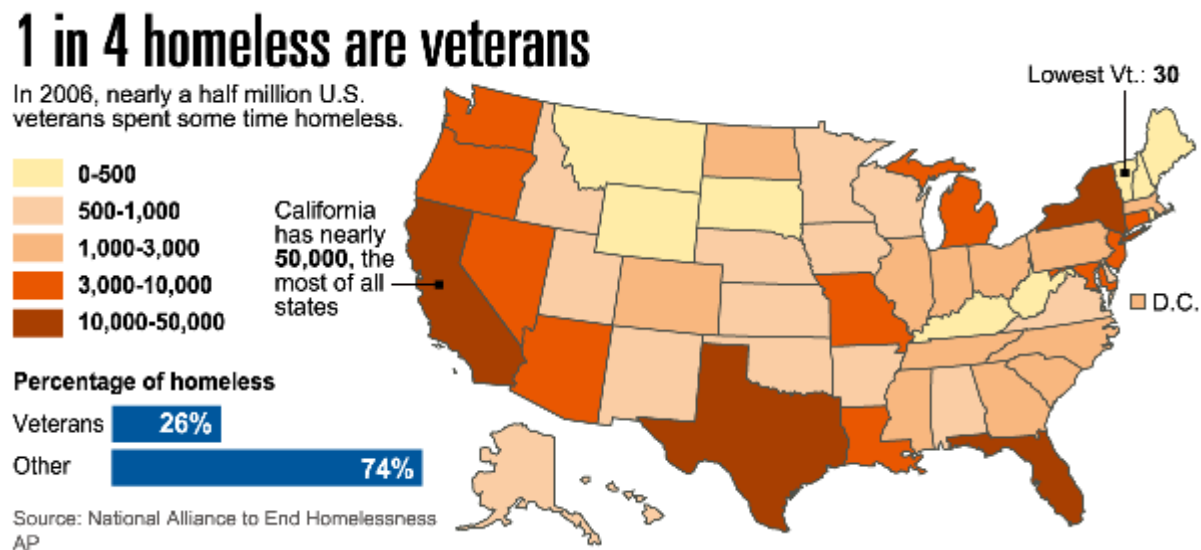 1 in 4 homeless are veterans
In 2006, nearly a half million U.S.
veterans spent some time homeless.
0-500
500-1,000
1,000-3,000
3,000-10,000
10,000-50,000
California
has nearly
50,000, the
most of all
states
Lowest Vt.: 30
D.C.
Percentage of homeless
Veterans 26%
Other 74%
Source: National Alliance to End Homelessness
AP